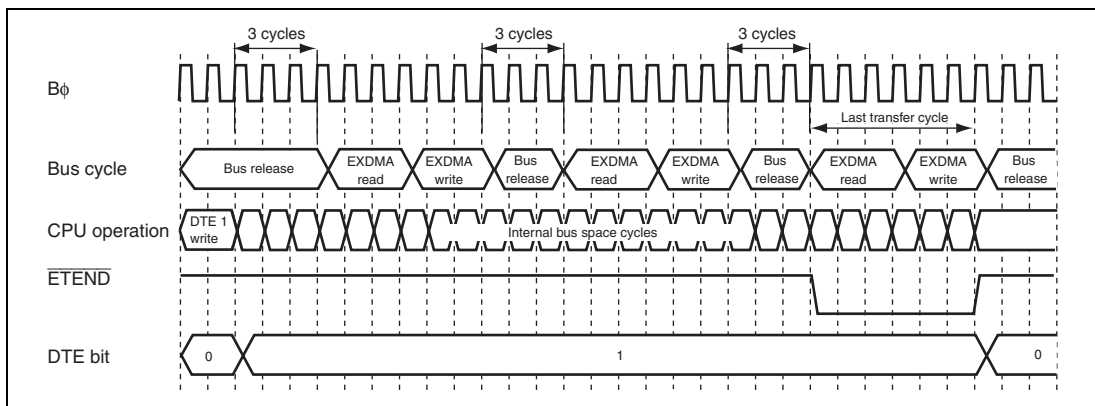 3 cycles 3 cycles 3 cycles
Bφ
Last transfer cycle
Bus cycle
Bus release
EXDMA read
EXDMA write
Bus release
EXDMA read
EXDMA write
Bus release
EXDMA read
EXDMA write
Bus release
CPU operation
DTE 1 write
Internal bus space cycles
ETEND
DTE bit
0
1
0